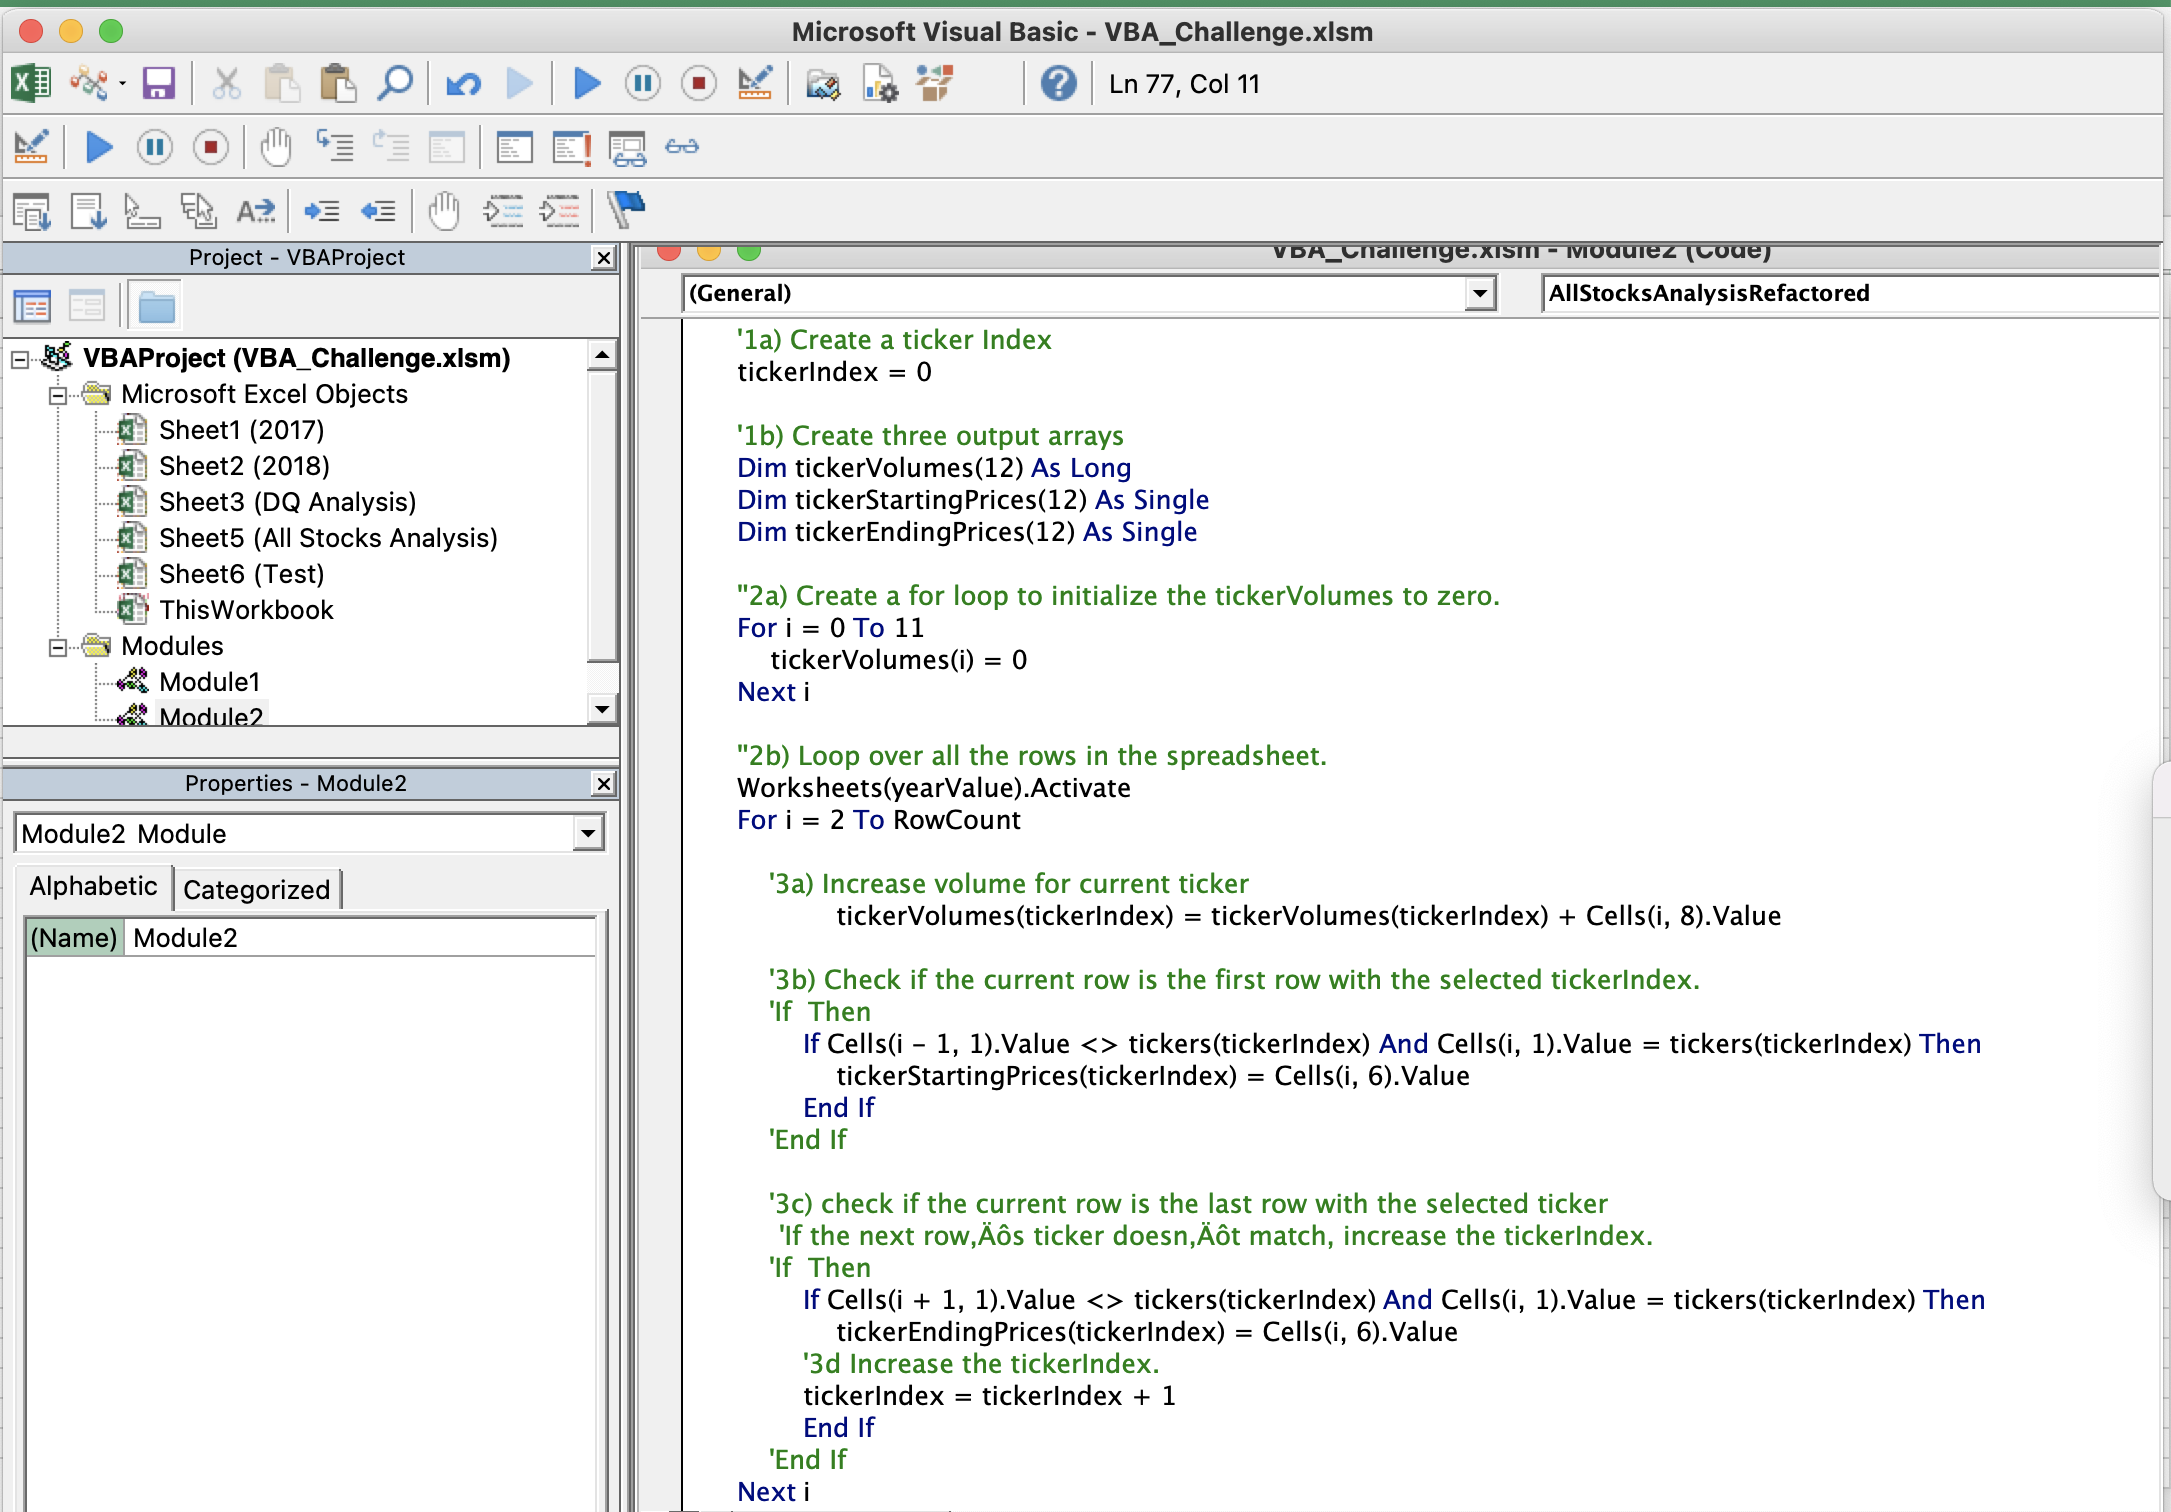 Microsoft Visual Basic - VBA_Challenge.xlsm
Ln 77, Col 11
Project - VBAProject
VBAProject (VBA_Challenge.xlsm)
Microsoft Excel Objects
Sheet1 (2017)
Sheet2 (2018)
Sheet3 (DQ Analysis)
Sheet5 (All Stocks Analysis)
Sheet6 (Test)
ThisWorkbook
Modules
Module1
Module2
Properties - Module2
Module2 Module
Alphabetic
Categorized
(Name) Module2
VBA_Challenge.xlsm - Module2 (Code)
(General)
AllStocksAnalysisRefactored
'1a) Create a ticker Index
tickerIndex = 0
'1b) Create three output arrays
Dim tickerVolumes(12) As Long
Dim tickerStartingPrices(12) As Single
Dim tickerEndingPrices(12) As Single
''2a) Create a for loop to initialize the tickerVolumes to zero.
For i = 0 To 11
tickerVolumes(i) = 0
Next i
''2b) Loop over all the rows in the spreadsheet.
Worksheets(yearValue).Activate
For i = 2 To RowCount
'3a) Increase volume for current ticker
tickerVolumes(tickerIndex) = tickerVolumes(tickerIndex) + Cells(i, 8).Value
'3b) Check if the current row is the first row with the selected tickerIndex.
'If  Then
If Cells(i - 1, 1).Value <> tickers(tickerIndex) And Cells(i, 1).Value = tickers(tickerIndex) Then
tickerStartingPrices(tickerIndex) = Cells(i, 6).Value
End If
'End If
'3c) check if the current row is the last row with the selected ticker
'If the next row‚Äôs ticker doesn‚Äôt match, increase the tickerIndex.
'If  Then
If Cells(i + 1, 1).Value <> tickers(tickerIndex) And Cells(i, 1).Value = tickers(tickerIndex) Then
tickerEndingPrices(tickerIndex) = Cells(i, 6).Value
'3d Increase the tickerIndex.
tickerIndex = tickerIndex + 1
End If
'End If
Next i